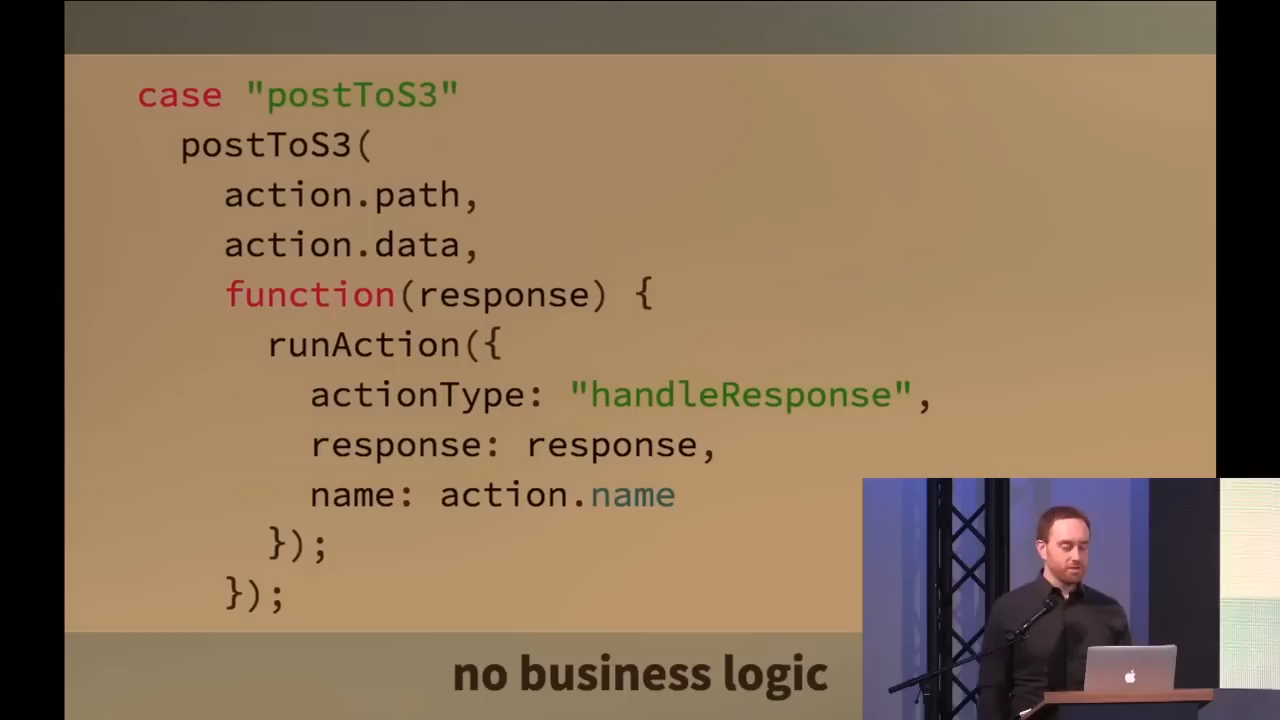 case "postToS3"
postToS3(
action.path,
action.data,
function(response) {
runAction({
actionType: "handleResponse",
response: response,
name: action.name
});
});
no business logic